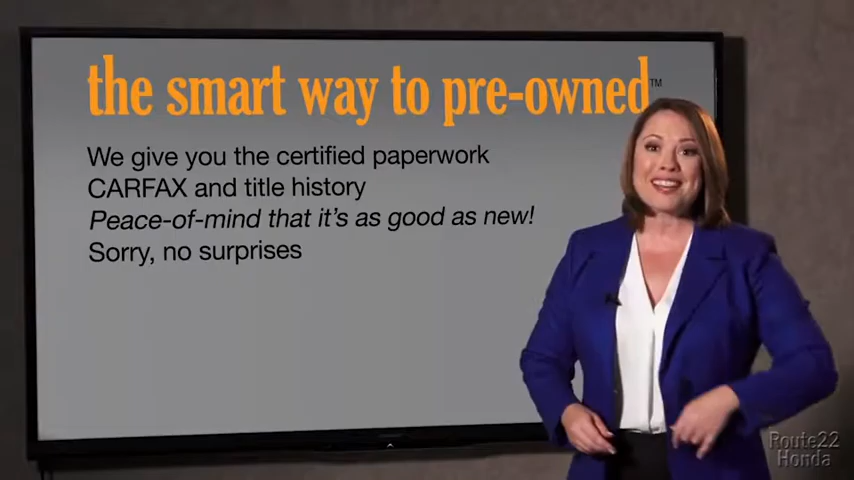 the smart way to pre-owned™
We give you the certified paperwork
CARFAX and title history
Peace-of-mind that it's as good as new!
Sorry, no surprises
Route22
Honda